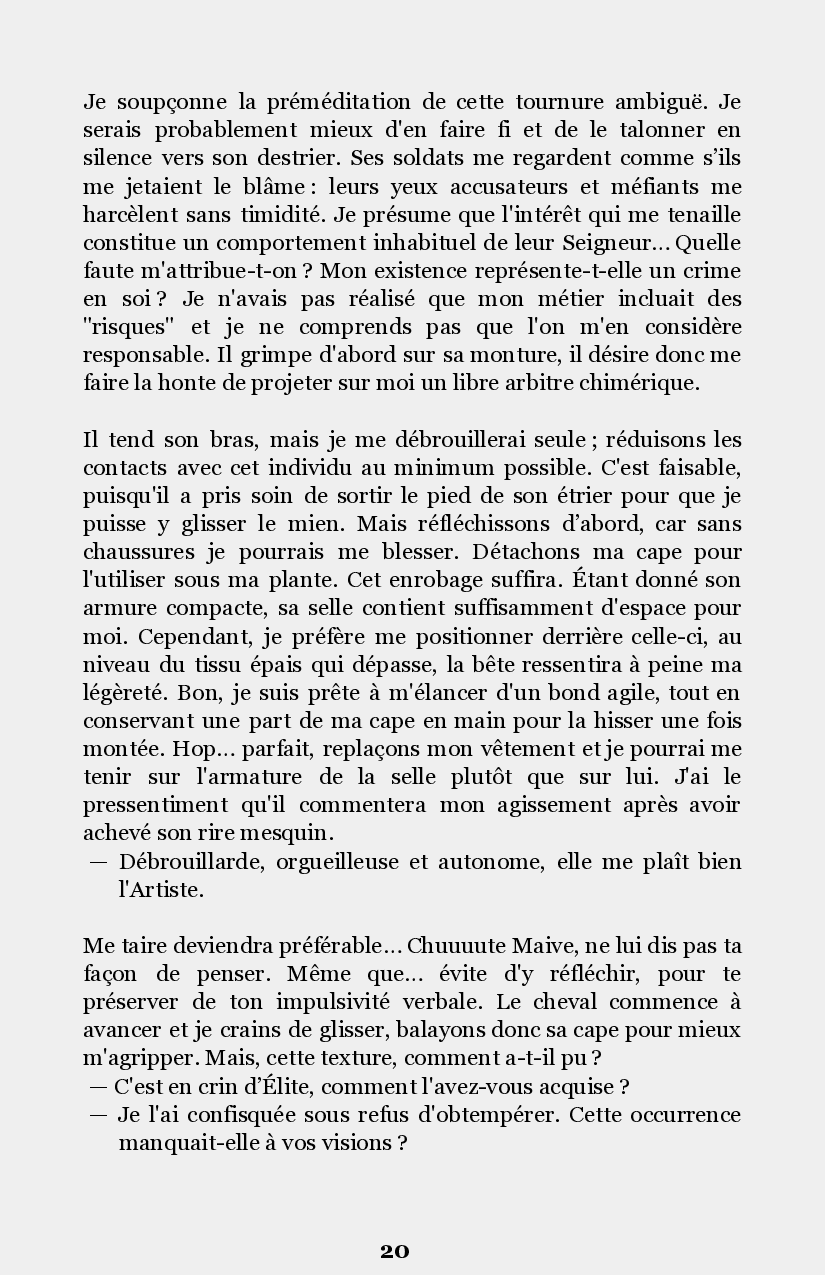 Je soupçonne la préméditation de cette tournure ambiguë. Je
serais probablement mieux d'en faire fi et de le talonner en
silence vers son destrier. Ses soldats me regardent comme s’ils
me jetaient le blâme : leurs yeux accusateurs et méfiants me
harcèlent sans timidité. Je présume que l'intérêt qui me tenaille
constitue un comportement inhabituel de leur Seigneur... Quelle
faute m'attribue-t-on ? Mon existence représente-t-elle un crime
en soi ? Je n'avais pas réalisé que mon métier incluait des
"risques" et je ne comprends pas que l'on m'en considère
responsable. Il grimpe d'abord sur sa monture, il désire donc me
faire la honte de projeter sur moi un libre arbitre chimérique.
Il tend son bras, mais je me débrouillerai seule ; réduisons les
contacts avec cet individu au minimum possible. C'est faisable,
puisqu'il a pris soin de sortir le pied de son étrier pour que je
puisse y glisser le mien. Mais réfléchissons d’abord, car sans
chaussures je pourrais me blesser. Détachons ma cape pour
l'utiliser sous ma plante. Cet enrobage suffira. Étant donné son
armure compacte, sa selle contient suffisamment d'espace pour
moi. Cependant, je préfère me positionner derrière celle-ci, au
niveau du tissu épais qui dépasse, la bête ressentira à peine ma
légèreté. Bon, je suis prête à m'élancer d'un bond agile, tout en
conservant une part de ma cape en main pour la hisser une fois
montée. Hop... parfait, replaçons mon vêtement et je pourrai me
tenir sur l'armature de la selle plutôt que sur lui. J'ai le
pressentiment qu'il commentera mon agissement après avoir
achevé son rire mesquin.
— Débrouillarde, orgueilleuse et autonome, elle me plaît bien
l'Artiste.
Me taire deviendra préférable... Chuuuute Maive, ne lui dis pas ta
façon de penser. Même que... évite d'y réfléchir, pour te
préserver de ton impulsivité verbale. Le cheval commence à
avancer et je crains de glisser, balayons donc sa cape pour mieux
m'agripper. Mais, cette texture, comment a-t-il pu ?
— C'est en crin d’Élite, comment l'avez-vous acquise ?
— Je l'ai confisquée sous refus d'obtempérer. Cette occurrence
manquait-elle à vos visions ?
20